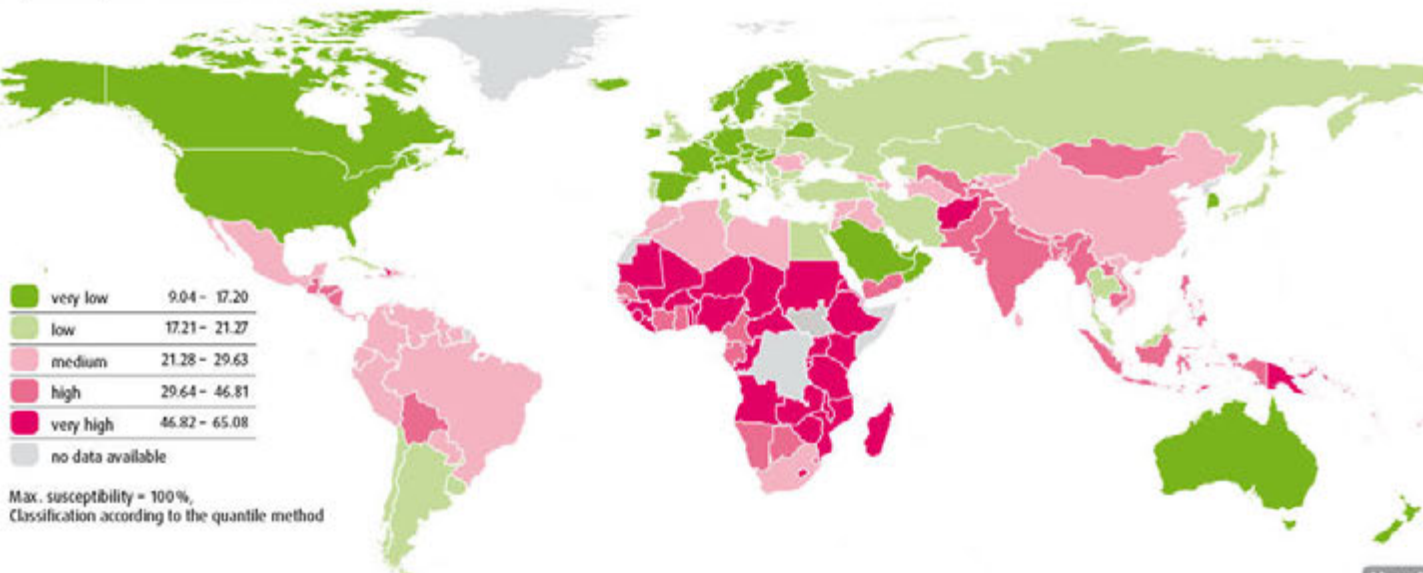 very low 9.04 – 17.20
low 17.21 – 21.27
medium 21.28 – 29.63
high 29.64 – 46.81
very high 46.82 – 65.08
no data available
Max. susceptibility = 100%,
Classification according to the quantile method